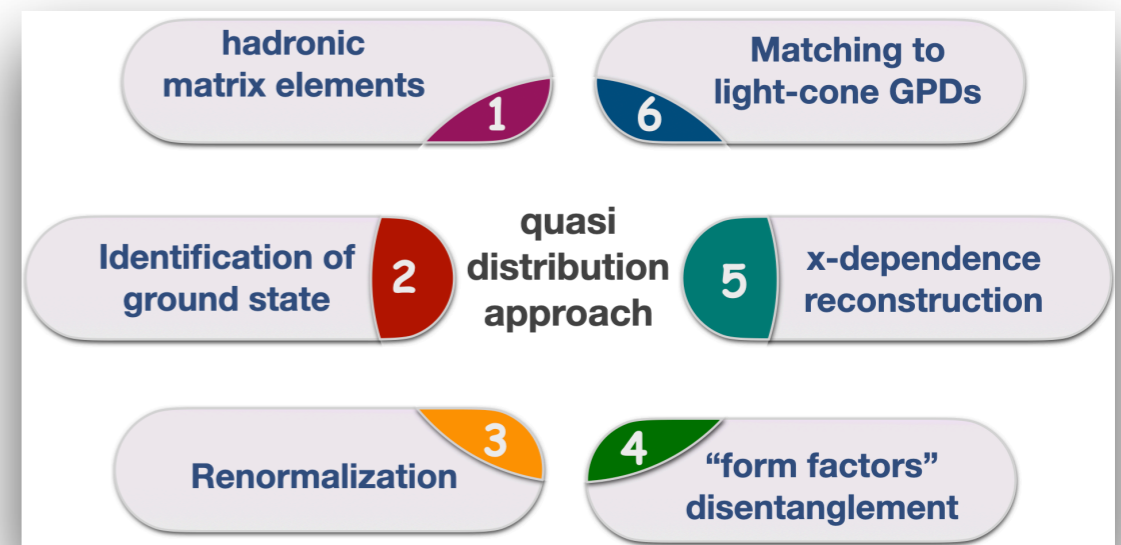 hadronic
matrix elements
1
Identification of
ground state
2
Renormalization
3
quasi
distribution
approach
4
“form factors”
disentanglement
5
x-dependence
reconstruction
6
Matching to
light-cone GPDs